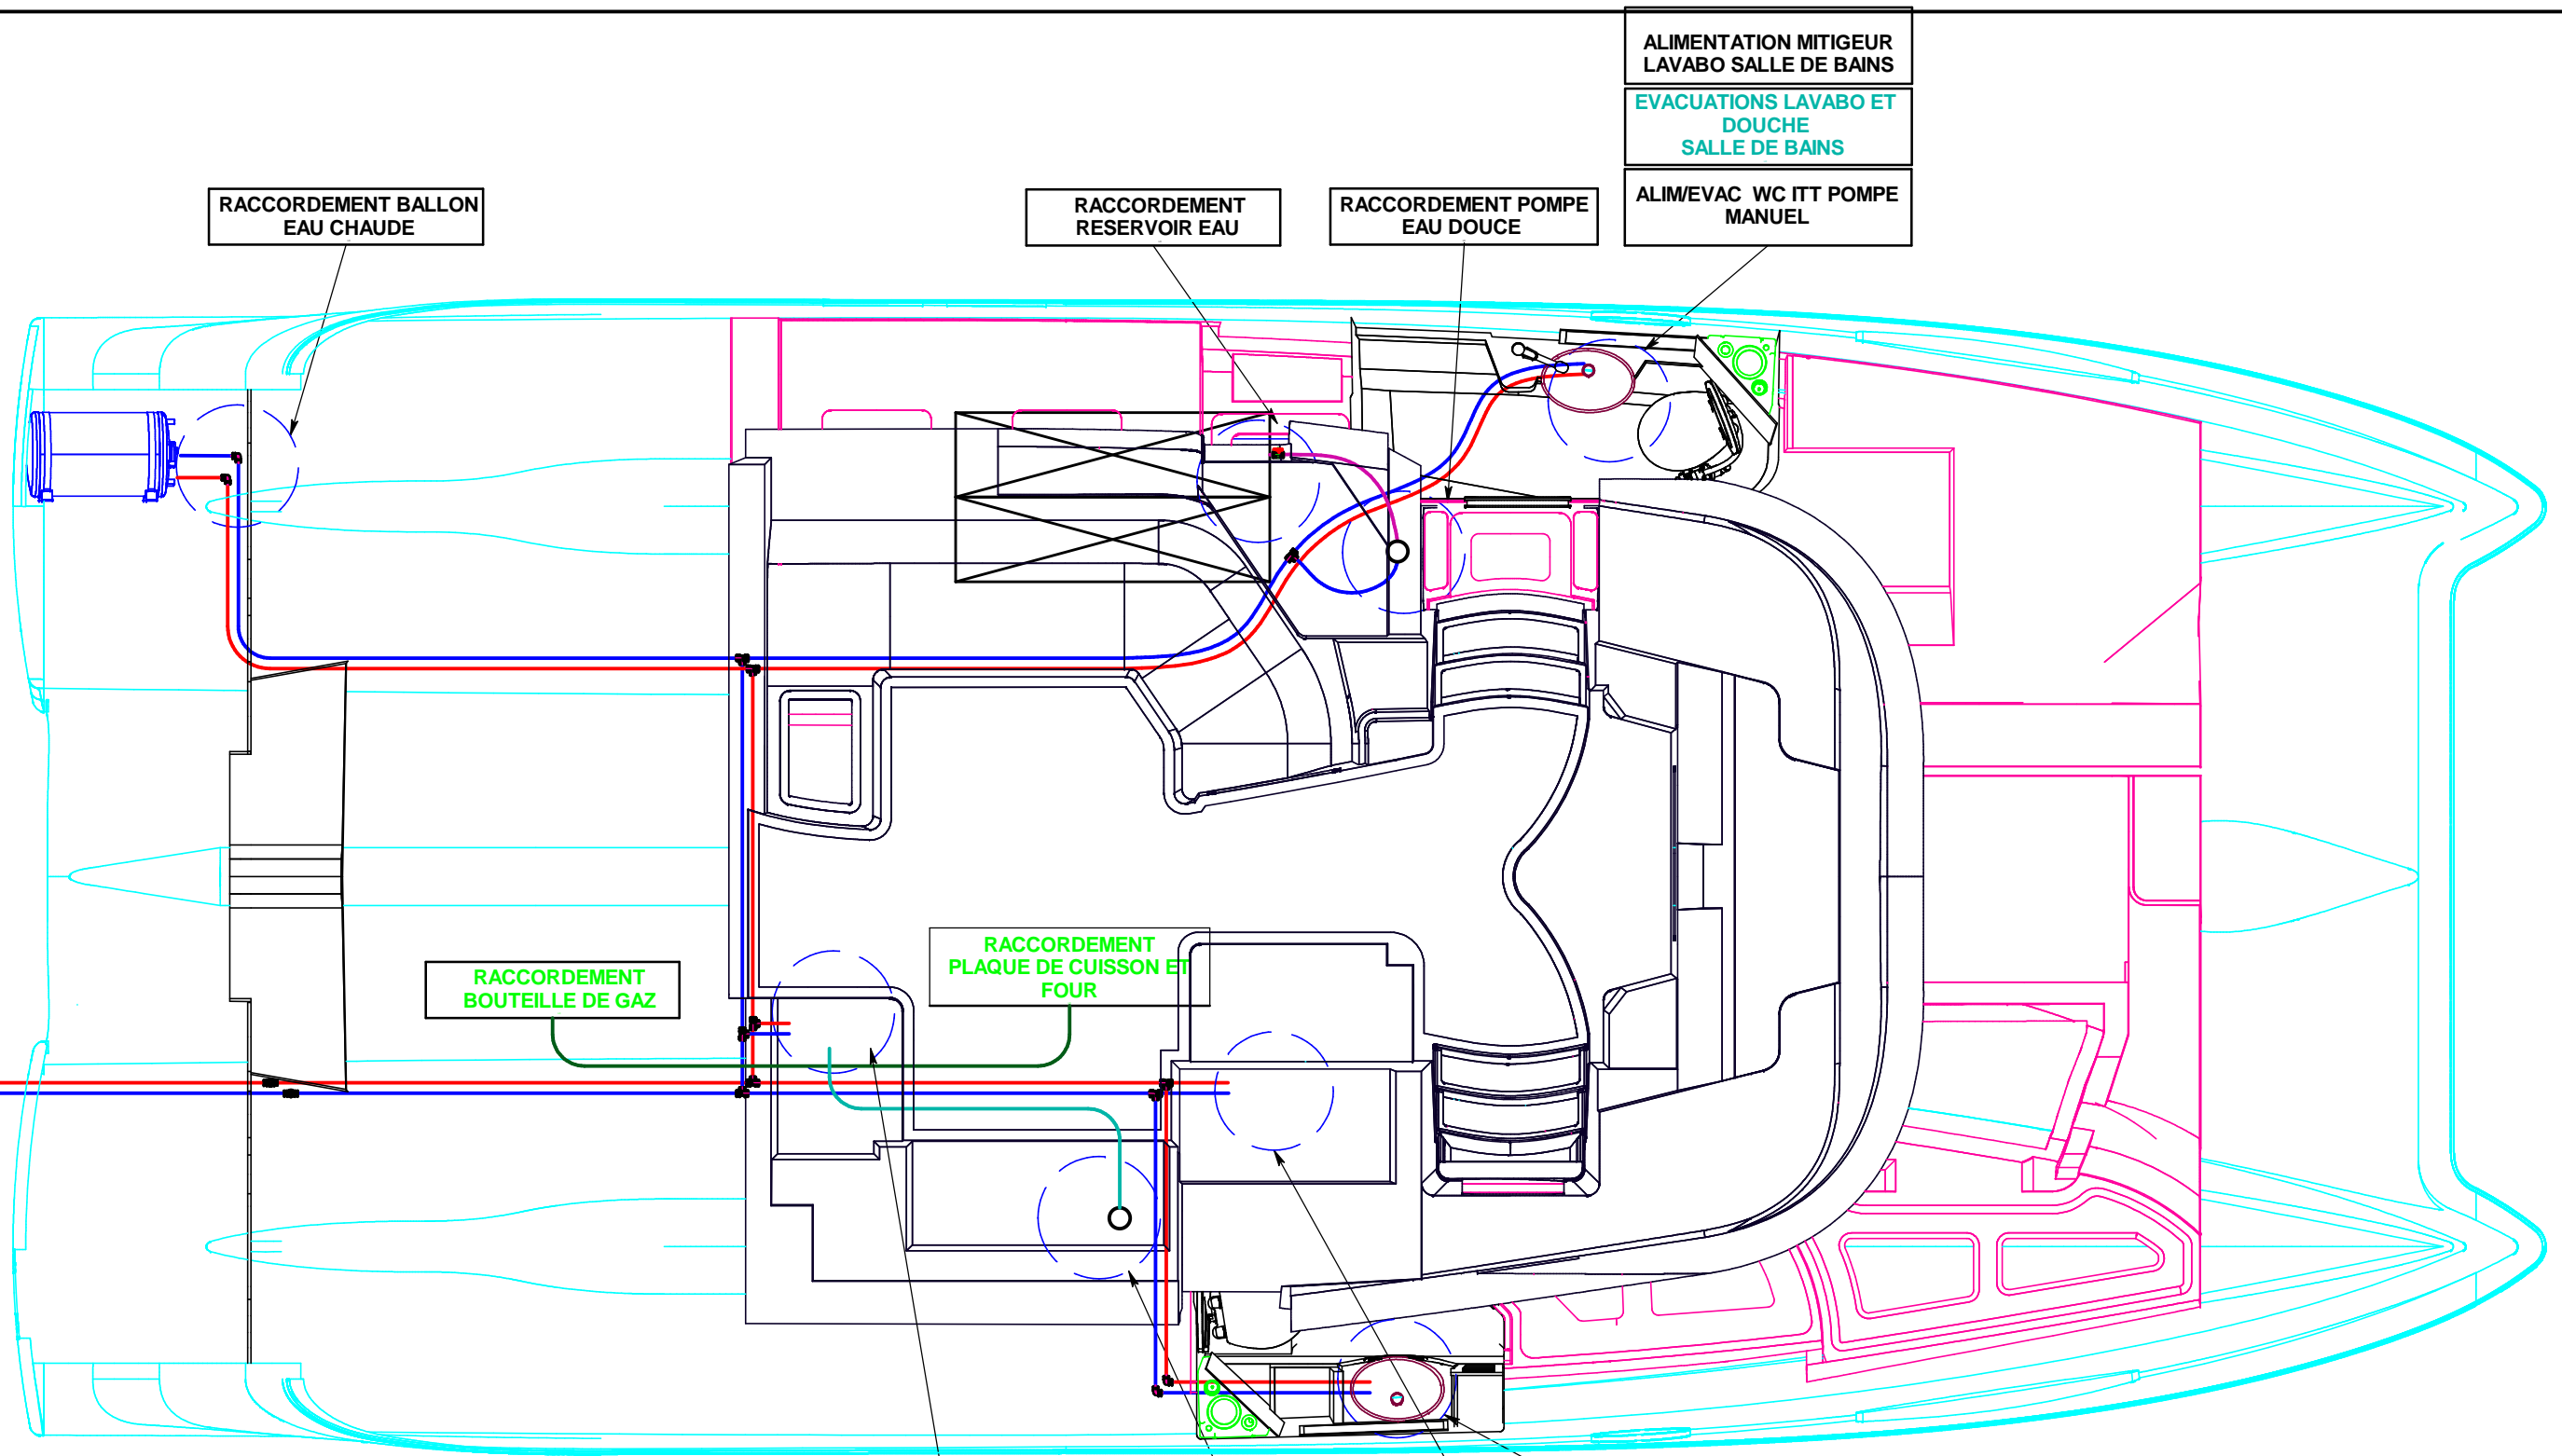 ALIMENTATION MITIGEUR
LAVABO SALLE DE BAINS
EVACUATIONS LAVABO ET
DOUCHE
SALLE DE BAINS
ALIM/EVAC WC ITT POMPE
MANUEL
RACCORDEMENT BALLON
EAU CHAUDE
RACCORDEMENT
RESERVOIR EAU
RACCORDEMENT POMPE
EAU DOUCE
RACCORDEMENT
BOUTEILLE DE GAZ
RACCORDEMENT
PLAQUE DE CUISSON ET
FOUR